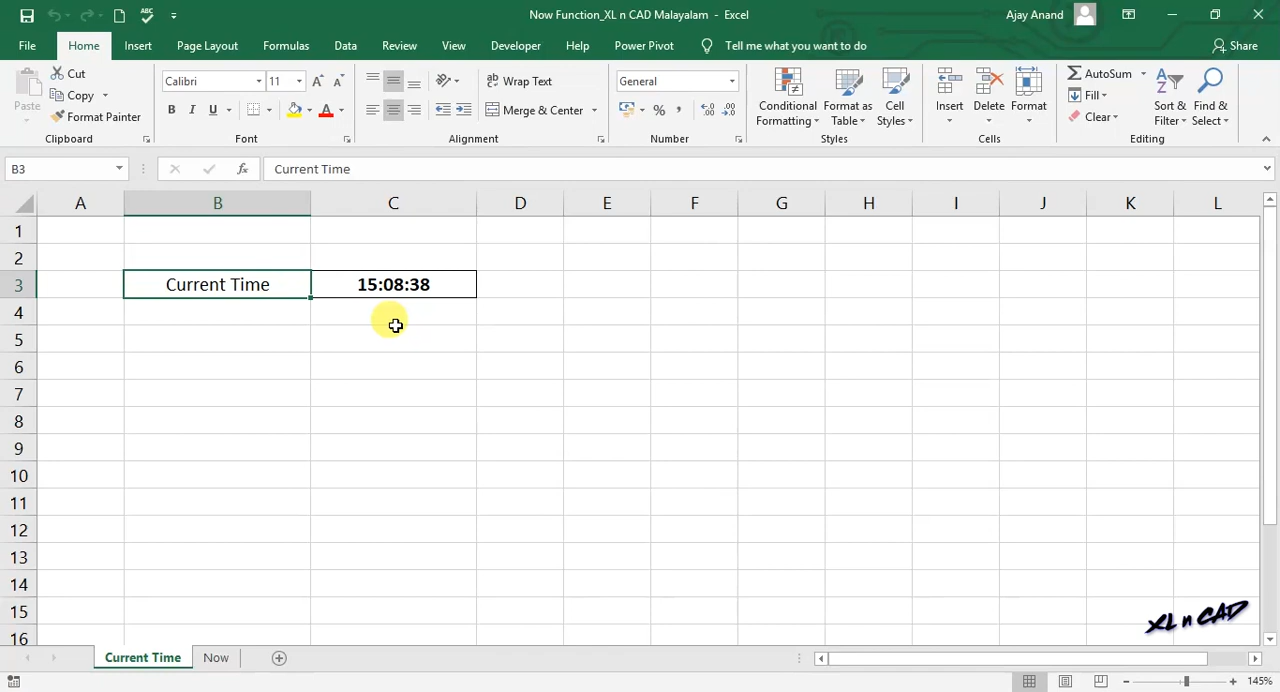 Now Function_XL n CAD Malayalam - Excel
Ajay Anand
File Home Insert Page Layout Formulas Data Review View Developer Help Power Pivot Tell me what you want to do Share
Paste
Cut
Copy
Format Painter
Clipboard
Calibri 11
B I U
Font
Wrap Text
Merge & Center
Alignment
General
%
Number
Conditional Formatting
Format as Table
Cell Styles
Styles
Insert Delete Format
Cells
AutoSum
Fill
Clear
Sort & Filter
Find & Select
Editing
B3 fx Current Time
A B C D E F G H I J K L
1
2
3 Current Time 15:08:38
4
5
6
7
8
9
10
11
12
13
14
15
16
XL n CAD
Current Time Now
145%